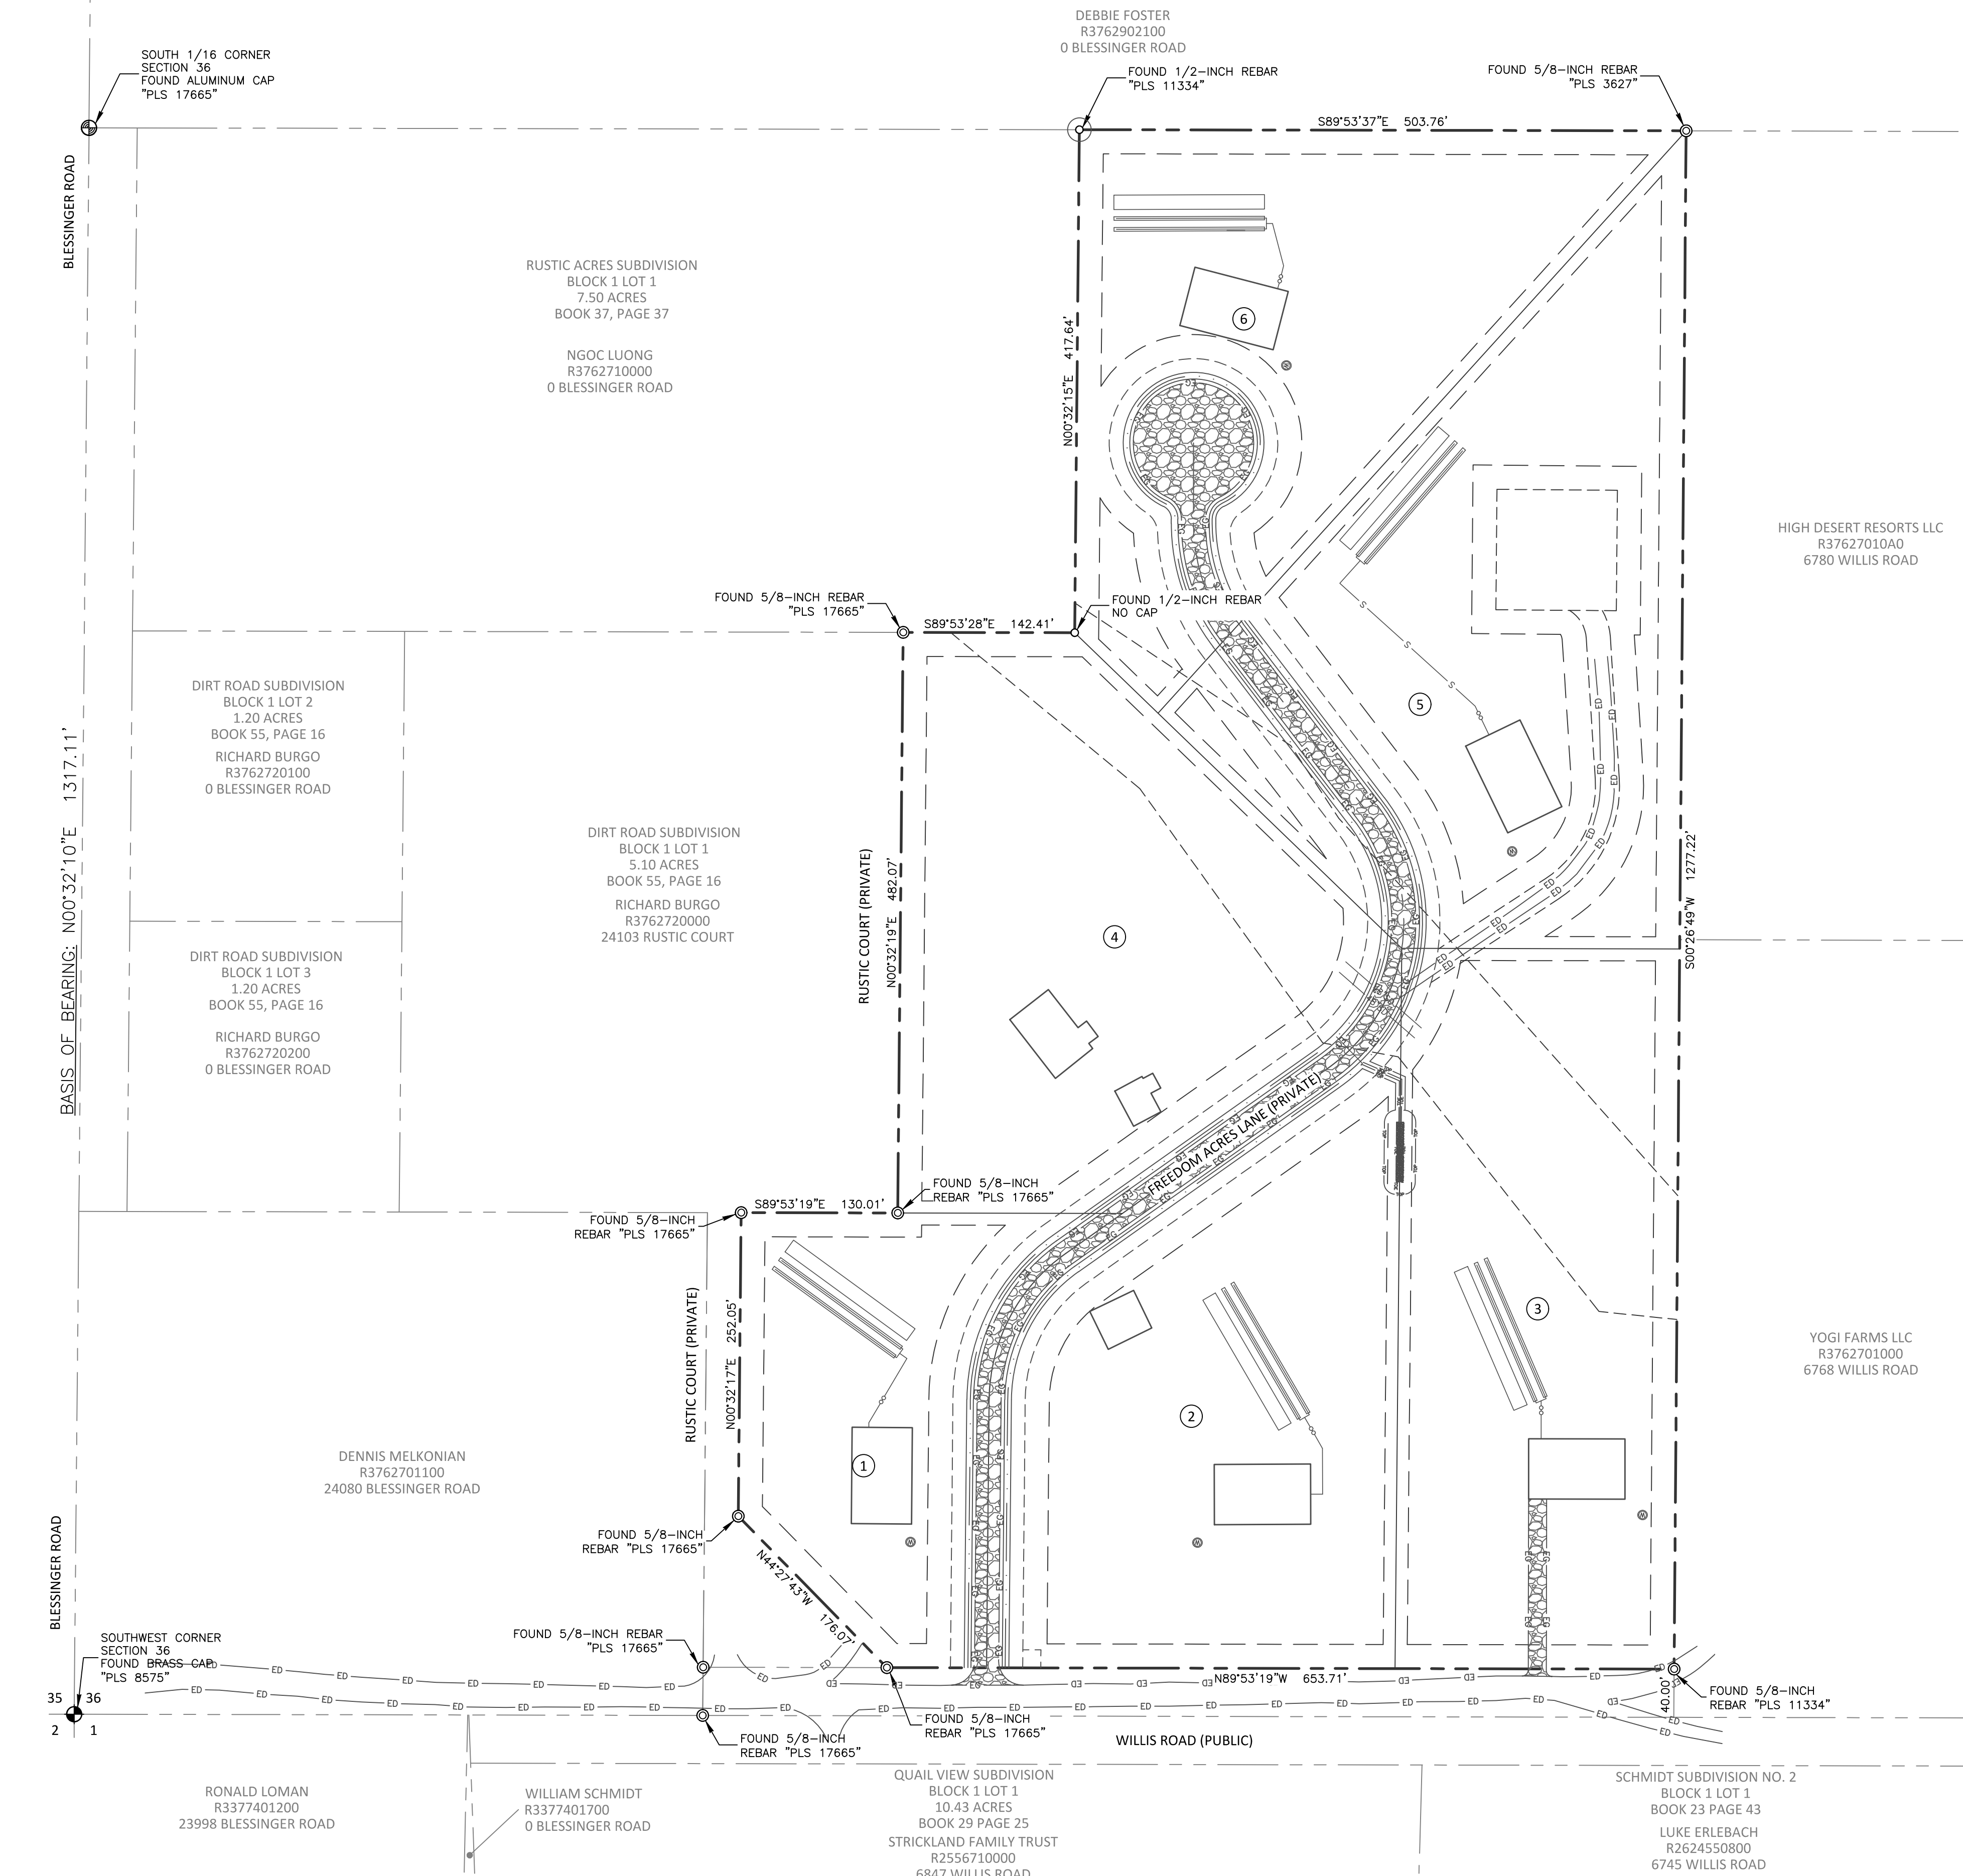 DEBBIE FOSTER
R3762902100
0 BLESSINGER ROAD
SOUTH 1/16 CORNER
SECTION 36
FOUND ALUMINUM CAP
"PLS 17665"
FOUND 1/2-INCH REBAR
"PLS 11334"
FOUND 5/8-INCH REBAR
"PLS 3627"
S89°53'37"E 503.76'
BLESSINGER ROAD
RUSTIC ACRES SUBDIVISION
BLOCK 1 LOT 1
7.50 ACRES
BOOK 37, PAGE 37
NGOC LUONG
R3762710000
0 BLESSINGER ROAD
N00°32'15"E 417.64'
6
HIGH DESERT RESORTS LLC
R37627010A0
6780 WILLIS ROAD
FOUND 5/8-INCH REBAR
"PLS 17665"
FOUND 1/2-INCH REBAR
NO CAP
S89°53'28"E 142.41'
DIRT ROAD SUBDIVISION
BLOCK 1 LOT 2
1.20 ACRES
BOOK 55, PAGE 16
RICHARD BURGO
R3762720100
0 BLESSINGER ROAD
5
BASIS OF BEARING: N00°32'10"E 1317.11'
DIRT ROAD SUBDIVISION
BLOCK 1 LOT 1
5.10 ACRES
BOOK 55, PAGE 16
RICHARD BURGO
R3762720000
24103 RUSTIC COURT
RUSTIC COURT (PRIVATE)
N00°32'19"E 482.07'
4
S00°26'49"W 1277.22'
DIRT ROAD SUBDIVISION
BLOCK 1 LOT 3
1.20 ACRES
BOOK 55, PAGE 16
RICHARD BURGO
R3762720200
0 BLESSINGER ROAD
FREEDOM ACRES LANE (PRIVATE)
S89°53'19"E 130.01'
FOUND 5/8-INCH
REBAR "PLS 17665"
FOUND 5/8-INCH
REBAR "PLS 17665"
RUSTIC COURT (PRIVATE)
N00°32'17"E 252.05'
3
YOGI FARMS LLC
R3762701000
6768 WILLIS ROAD
2
1
DENNIS MELKONIAN
R3762701100
24080 BLESSINGER ROAD
FOUND 5/8-INCH
REBAR "PLS 17665"
N44°27'43"W 176.07'
BLESSINGER ROAD
SOUTHWEST CORNER
SECTION 36
FOUND BRASS CAP
"PLS 8575"
FOUND 5/8-INCH REBAR
"PLS 17665"
N89°53'19"W 653.71'
40.00'
FOUND 5/8-INCH
REBAR "PLS 11334"
35 36
2 1
FOUND 5/8-INCH
REBAR "PLS 17665"
FOUND 5/8-INCH
REBAR "PLS 17665"
WILLIS ROAD (PUBLIC)
RONALD LOMAN
R3377401200
23998 BLESSINGER ROAD
WILLIAM SCHMIDT
R3377401700
0 BLESSINGER ROAD
QUAIL VIEW SUBDIVISION
BLOCK 1 LOT 1
10.43 ACRES
BOOK 29 PAGE 25
STRICKLAND FAMILY TRUST
R2556710000
6847 WILLIS ROAD
SCHMIDT SUBDIVISION NO. 2
BLOCK 1 LOT 1
BOOK 23 PAGE 43
LUKE ERLEBACH
R2624550800
6745 WILLIS ROAD